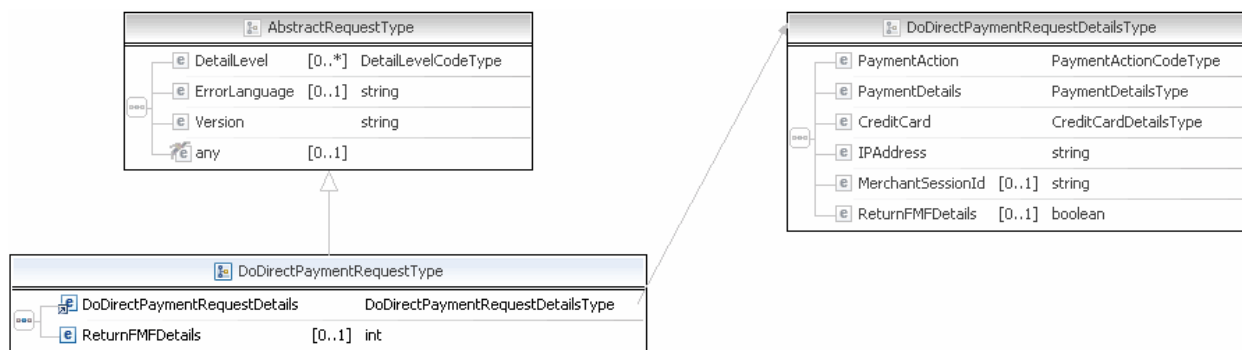 AbstractRequestType
DetailLevel [0..*] DetailLevelCodeType
ErrorLanguage [0..1] string
Version string
any [0..1]
DoDirectPaymentRequestDetailsType
PaymentAction PaymentActionCodeType
PaymentDetails PaymentDetailsType
CreditCard CreditCardDetailsType
IPAddress string
MerchantSessionId [0..1] string
ReturnFMFDetails [0..1] boolean
DoDirectPaymentRequestType
DoDirectPaymentRequestDetails DoDirectPaymentRequestDetailsType
ReturnFMFDetails [0..1] int